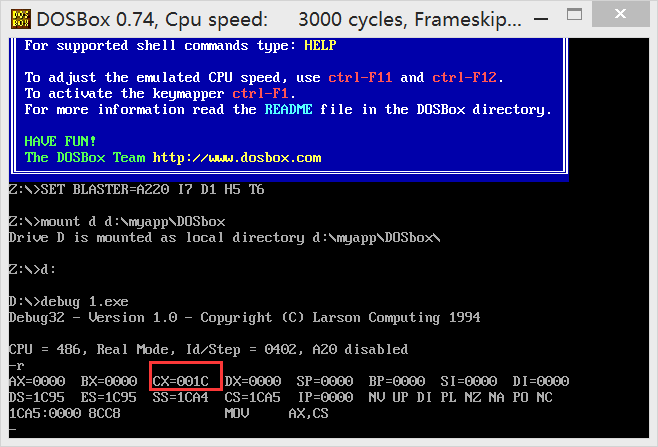 DOSBox 0.74, Cpu speed: 3000 cycles, Frameskip...
For supported shell commands type: HELP
To adjust the emulated CPU speed, use ctrl-F11 and ctrl-F12.
To activate the keymapper ctrl-F1.
For more information read the README file in the DOSBox directory.
HAVE FUN!
The DOSBox Team http://www.dosbox.com
Z:\>SET BLASTER=A220 I7 D1 H5 T6
Z:\>mount d d:\myapp\DOSbox
Drive D is mounted as local directory d:\myapp\DOSbox\
Z:\>d:
D:\>debug 1.exe
Debug32 - Version 1.0 - Copyright (C) Larson Computing 1994
CPU = 486, Real Mode, Id/Step = 0402, A20 disabled
-r
AX=0000 BX=0000 CX=001C DX=0000 SP=0000 BP=0000 SI=0000 DI=0000
DS=1C95 ES=1C95 SS=1CA4 CS=1CA5 IP=0000 NV UP DI PL NZ NA PO NC
1CA5:0000 8CC8 MOV AX,CS
-